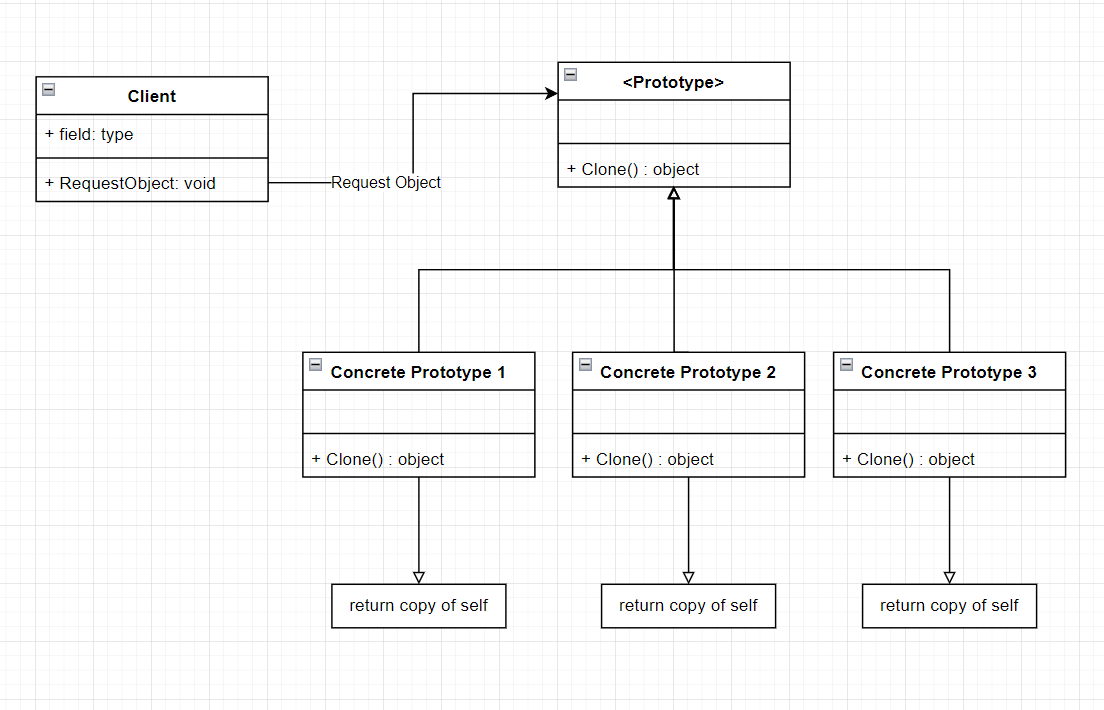 Client
+ field: type
+ RequestObject: void
Request Object
<Prototype>
+ Clone() : object
Concrete Prototype 1
+ Clone() : object
Concrete Prototype 2
+ Clone() : object
Concrete Prototype 3
+ Clone() : object
return copy of self
return copy of self
return copy of self